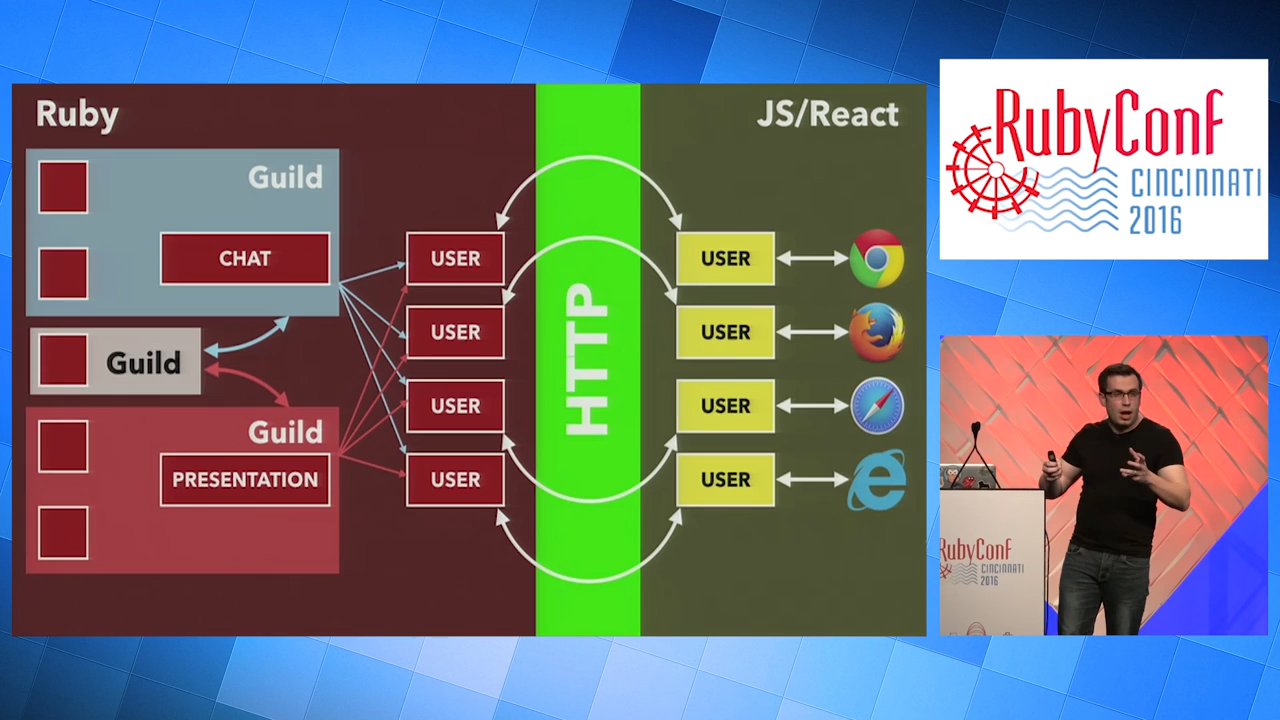 Ruby
JS/React
Guild
CHAT
Guild
Guild
PRESENTATION
USER
USER
USER
USER
HTTP
USER
USER
USER
USER
RubyConf
CINCINNATI
2016
RubyConf
CINCINNATI
2016